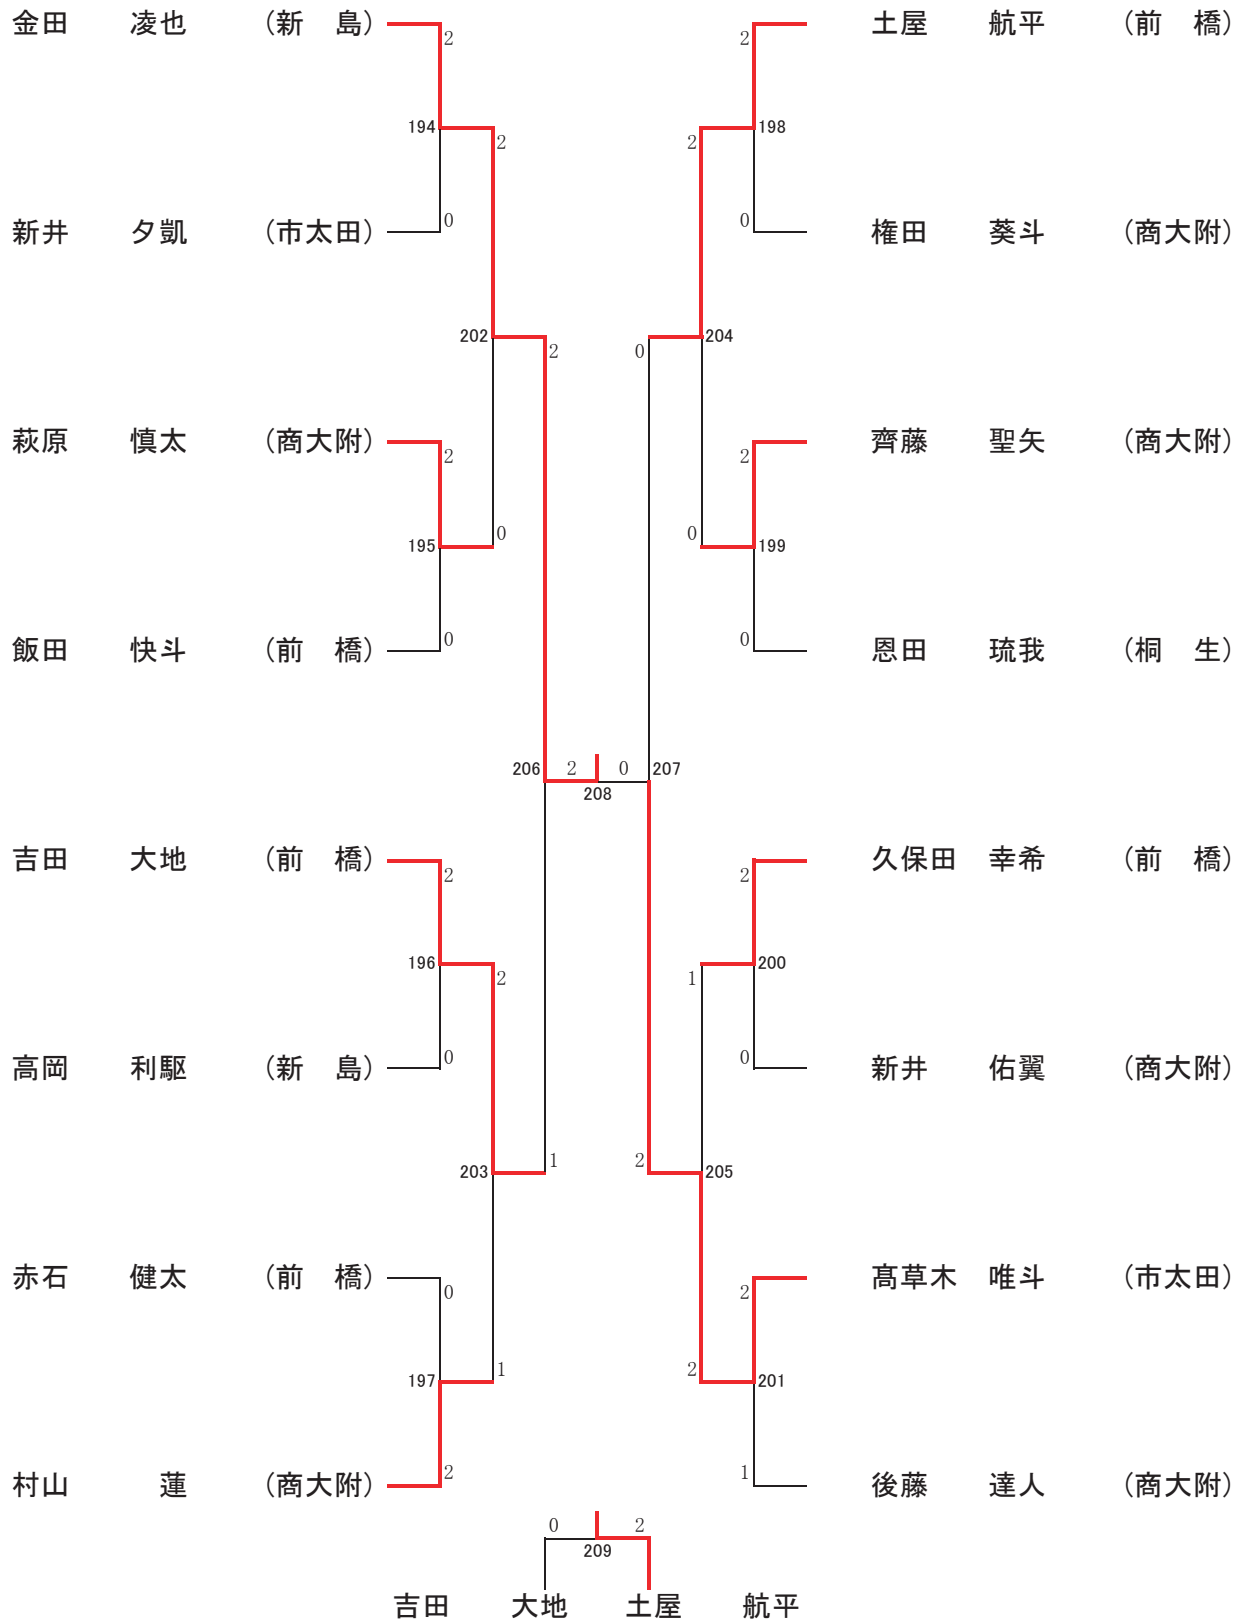 金田 凌也 (新 島) 2 2 土屋 航平 (前 橋)
194 2 2 198
新井 夕凱 (市太田) 0 0 権田 葵斗 (商大附)
202 2 0 204
萩原 慎太 (商大附) 2 2 齊藤 聖矢 (商大附)
195 0 0 199
飯田 快斗 (前 橋) 0 0 恩田 琉我 (桐 生)
206 2 0 207
208
吉田 大地 (前 橋) 2 2 久保田 幸希 (前 橋)
196 2 1 200
高岡 利駆 (新 島) 0 0 新井 佑翼 (商大附)
203 1 2 205
赤石 健太 (前 橋) 0 2 髙草木 唯斗 (市太田)
197 1 2 201
村山 蓮 (商大附) 2 1 後藤 達人 (商大附)
0 2
209
吉田 大地 土屋 航平